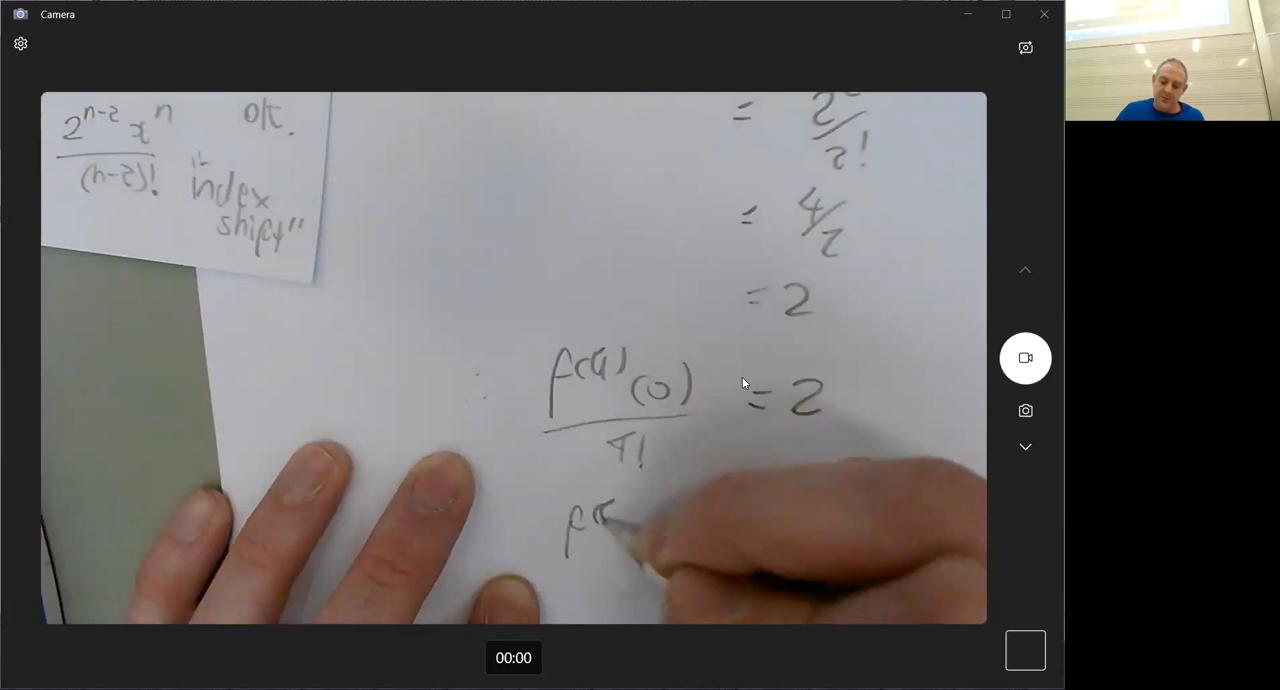 Camera
2^{n-2} x^n ok.
(n-2)! "index
shift"
= 2^2/2!
= 4/2
= 2
f^{(4)}(0) = 2
4!
f^{(
00:00